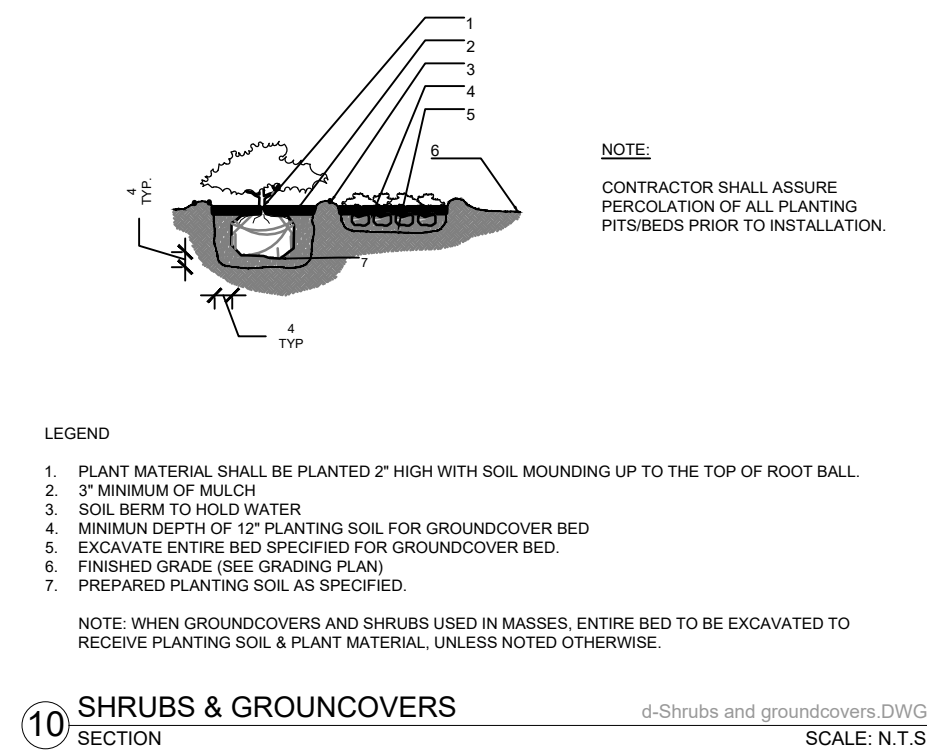 1
2
3
4
5
6
4
TYP.
7
4
TYP
NOTE:
CONTRACTOR SHALL ASSURE
PERCOLATION OF ALL PLANTING
PITS/BEDS PRIOR TO INSTALLATION.
LEGEND
1. PLANT MATERIAL SHALL BE PLANTED 2" HIGH WITH SOIL MOUNDING UP TO THE TOP OF ROOT BALL.
2. 3" MINIMUM OF MULCH
3. SOIL BERM TO HOLD WATER
4. MINIMUN DEPTH OF 12" PLANTING SOIL FOR GROUNDCOVER BED
5. EXCAVATE ENTIRE BED SPECIFIED FOR GROUNDCOVER BED.
6. FINISHED GRADE (SEE GRADING PLAN)
7. PREPARED PLANTING SOIL AS SPECIFIED.
NOTE: WHEN GROUNDCOVERS AND SHRUBS USED IN MASSES, ENTIRE BED TO BE EXCAVATED TO
RECEIVE PLANTING SOIL & PLANT MATERIAL, UNLESS NOTED OTHERWISE.
10 SHRUBS & GROUNCOVERS d-Shrubs and groundcovers.DWG
SECTION SCALE: N.T.S